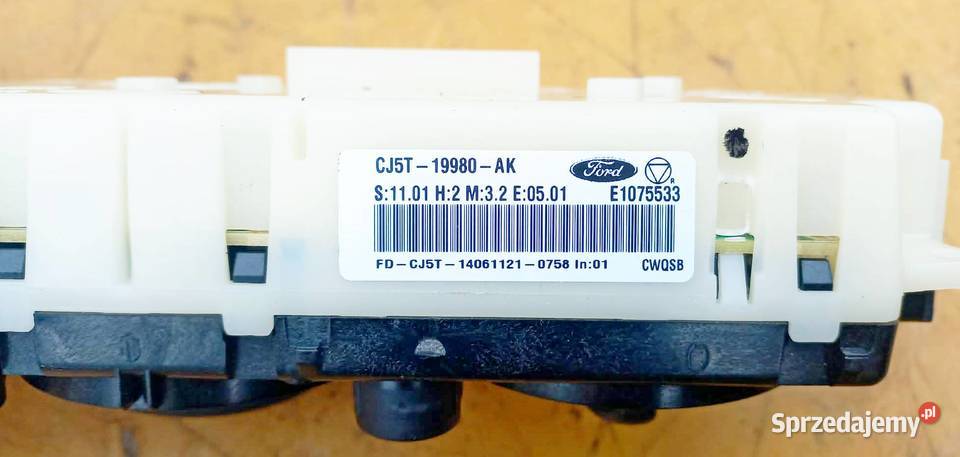 CJ5T-19980-AK Ford R
S:11.01 H:2 M:3.2 E:05.01 E1075533
FD-CJ5T-14061121-0758 In:01 CWQSB
Sprzedajemy.pl